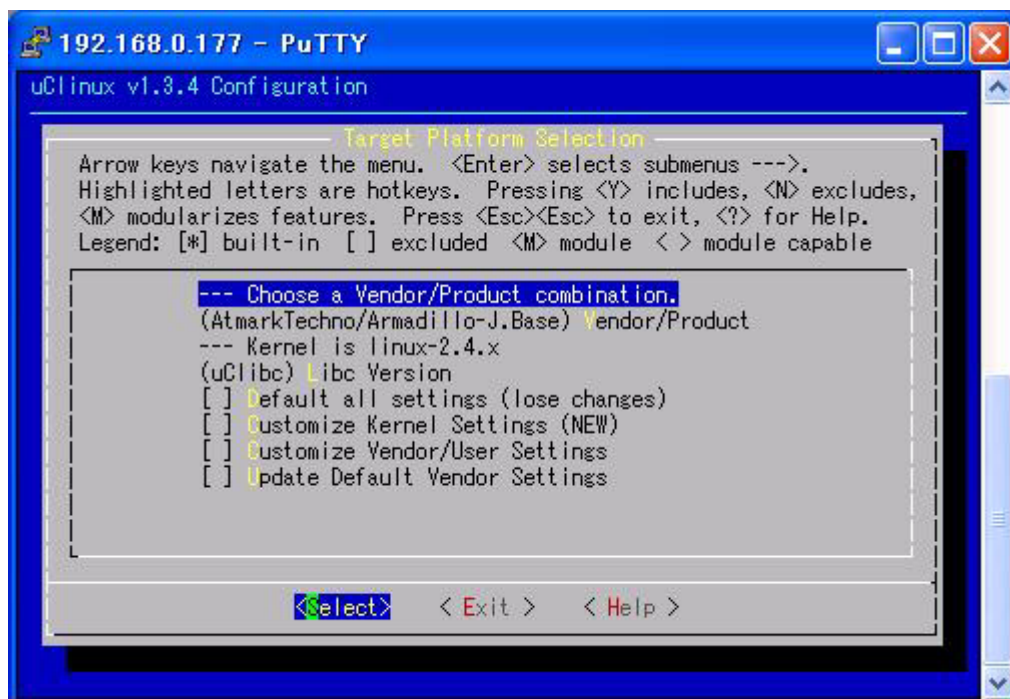 192.168.0.177 - PuTTY
uClinux v1.3.4 Configuration
Target Platform Selection
Arrow keys navigate the menu.  <Enter> selects submenus --->.
Highlighted letters are hotkeys.  Pressing <Y> includes, <N> excludes,
<M> modularizes features.  Press <Esc><Esc> to exit, <?> for Help.
Legend: [*] built-in  [ ] excluded  <M> module  < > module capable
--- Choose a Vendor/Product combination.
(AtmarkTechno/Armadillo-J.Base) Vendor/Product
--- Kernel is linux-2.4.x
(uClibc) Libc Version
[ ] Default all settings (lose changes)
[ ] Customize Kernel Settings (NEW)
[ ] Customize Vendor/User Settings
[ ] Update Default Vendor Settings
<Select>    < Exit >    < Help >